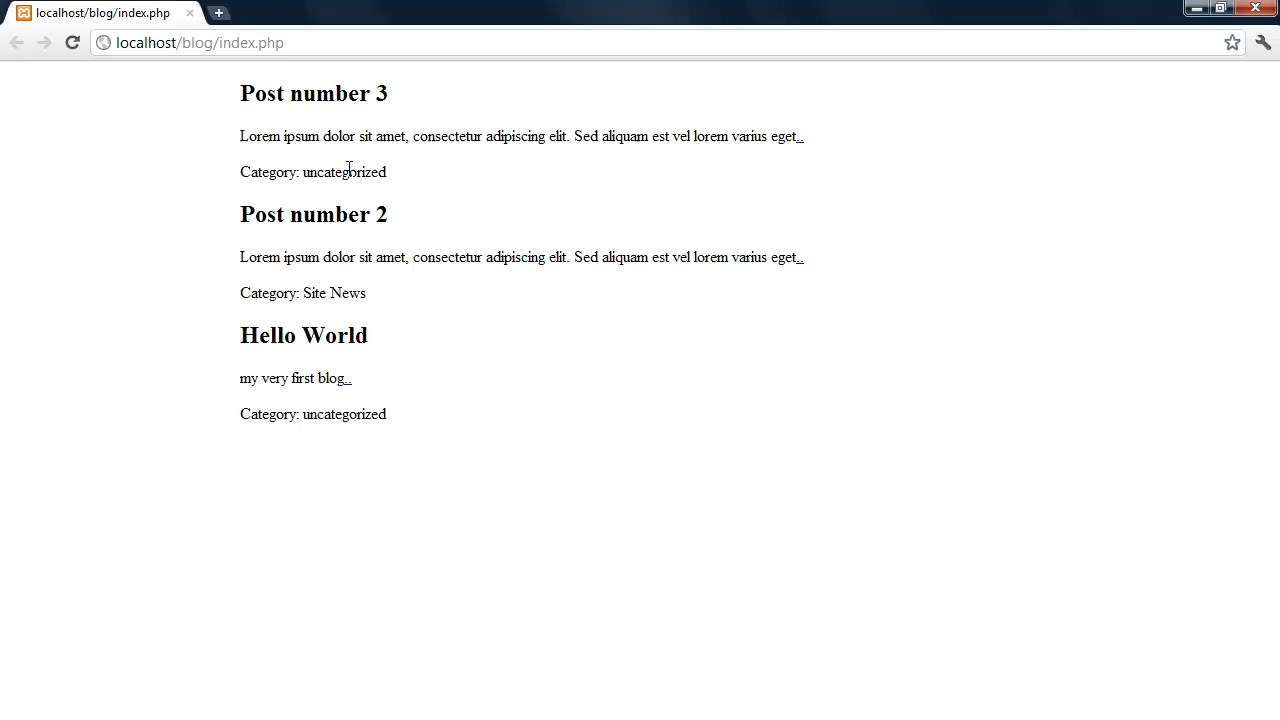 localhost/blog/index.php
localhost/blog/index.php
Post number 3
Lorem ipsum dolor sit amet, consectetur adipiscing elit. Sed aliquam est vel lorem varius eget..
Category: uncategorized
Post number 2
Lorem ipsum dolor sit amet, consectetur adipiscing elit. Sed aliquam est vel lorem varius eget..
Category: Site News
Hello World
my very first blog..
Category: uncategorized